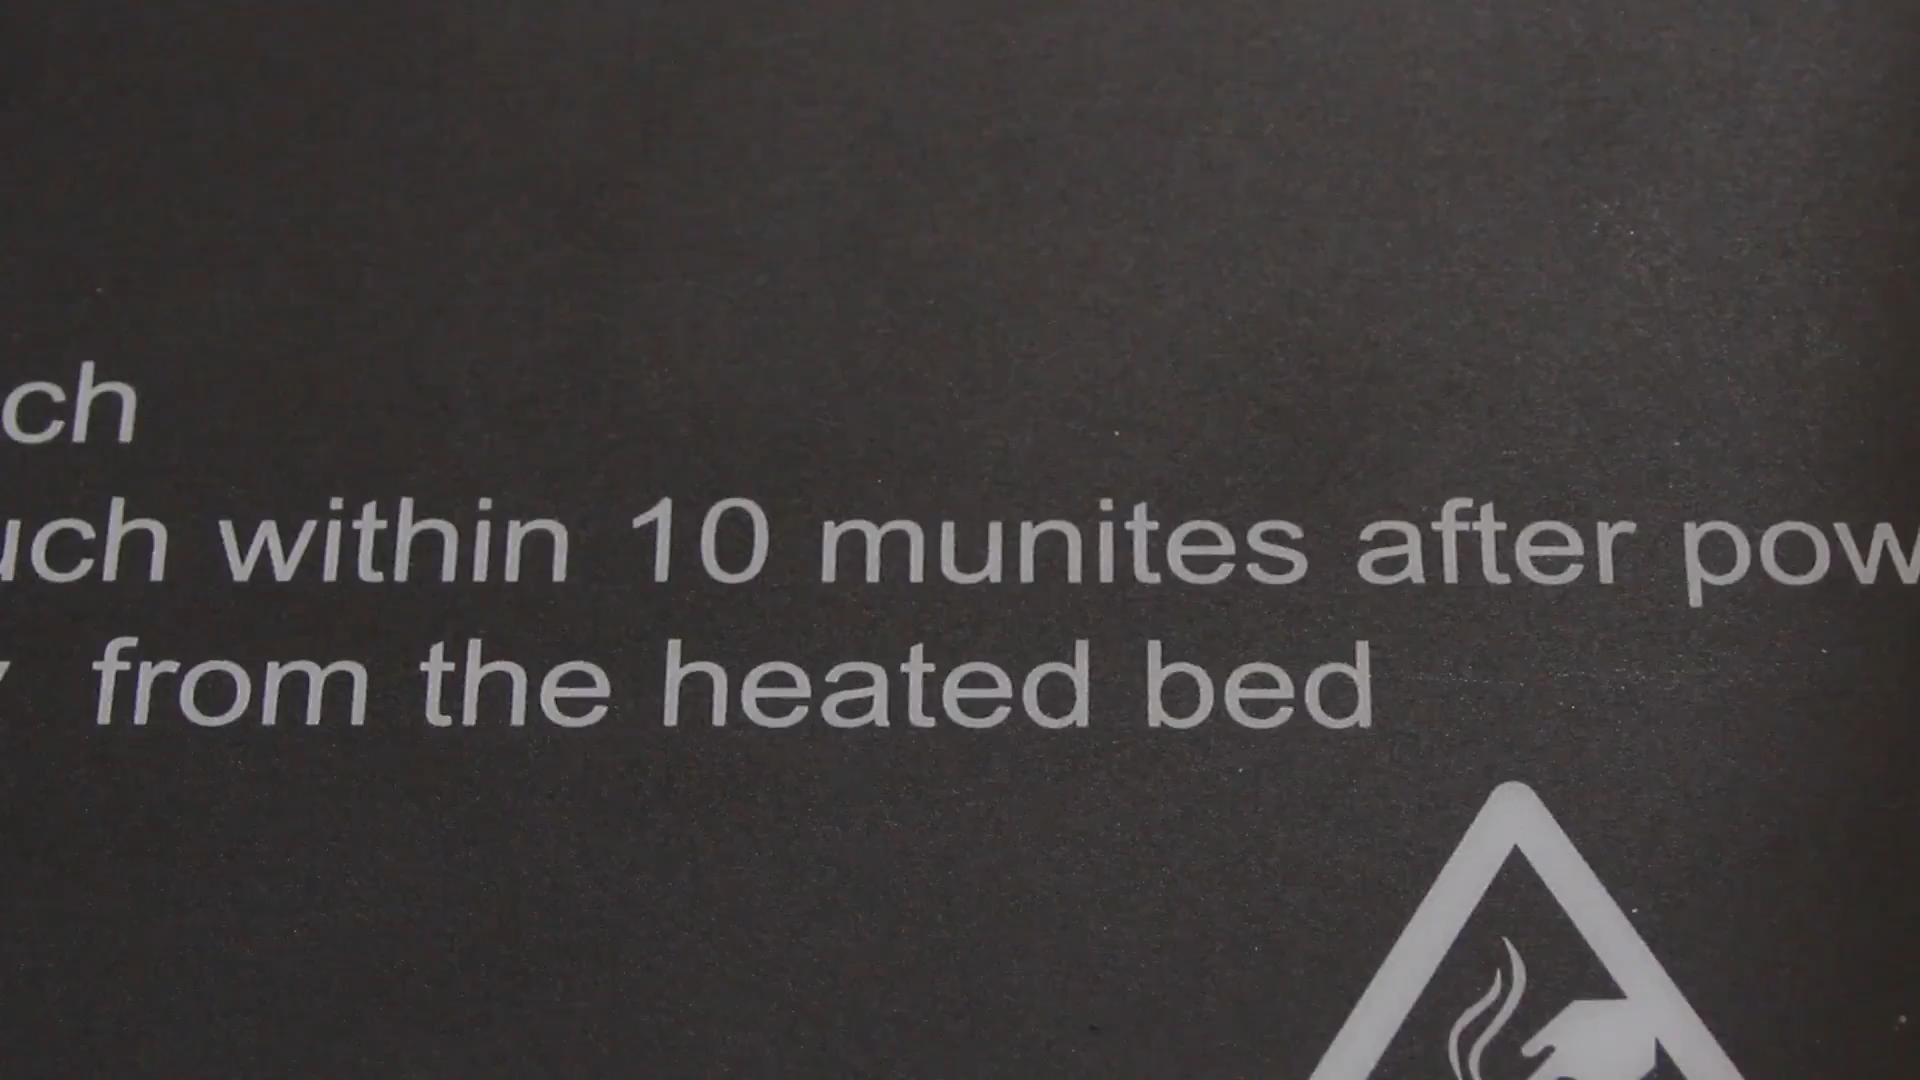 ch
uch within 10 munites after pow
from the heated bed